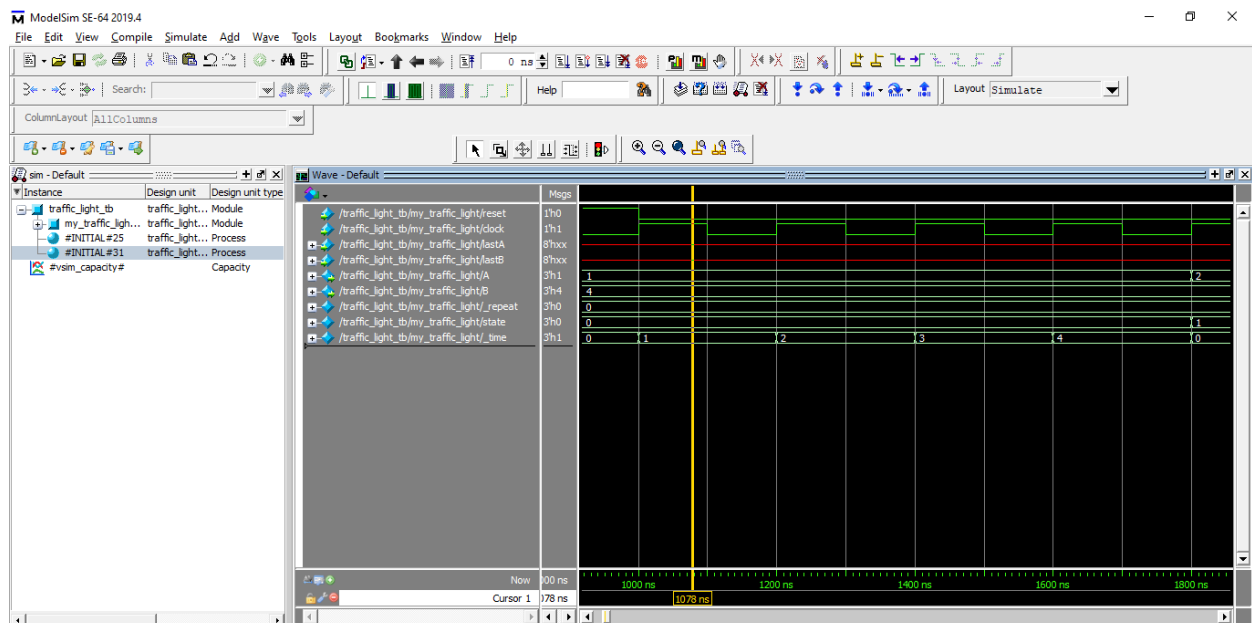 ModelSim SE-64 2019.4
File Edit View Compile Simulate Add Wave Tools Layout Bookmarks Window Help
0 ns
Search: Help Layout Simulate
ColumnLayout AllColumns
sim - Default
Instance Design unit Design unit type
traffic_light_tb traffic_light... Module
my_traffic_ligh... traffic_light... Module
#INITIAL#25 traffic_light... Process
#INITIAL#31 traffic_light... Process
#vsim_capacity# Capacity
Wave - Default
Msgs
/traffic_light_tb/my_traffic_light/reset 1'h0
/traffic_light_tb/my_traffic_light/clock 1'h1
/traffic_light_tb/my_traffic_light/lastA 8'hxx
/traffic_light_tb/my_traffic_light/lastB 8'hxx
/traffic_light_tb/my_traffic_light/A 3'h1 1 2
/traffic_light_tb/my_traffic_light/B 3'h4 4
/traffic_light_tb/my_traffic_light/_repeat 3'h0 0
/traffic_light_tb/my_traffic_light/state 3'h0 0 1
/traffic_light_tb/my_traffic_light/_time 3'h1 0 1 2 3 4 0
Now 000 ns
1000 ns 1200 ns 1400 ns 1600 ns 1800 ns
Cursor 1 078 ns 1078 ns